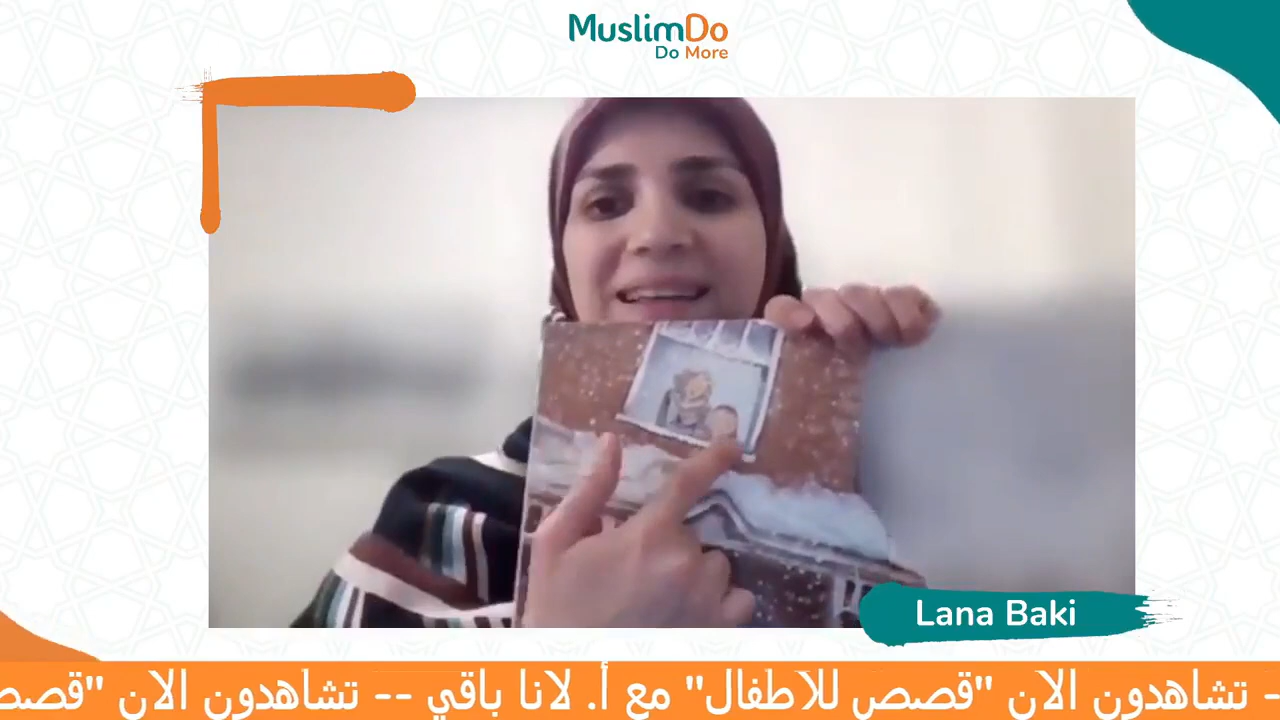 MuslimDo
Do More
Lana Baki
- تشاهدون الان "قصص للاطفال" مع أ. لانا باقي -- تشاهدون الان "قصص